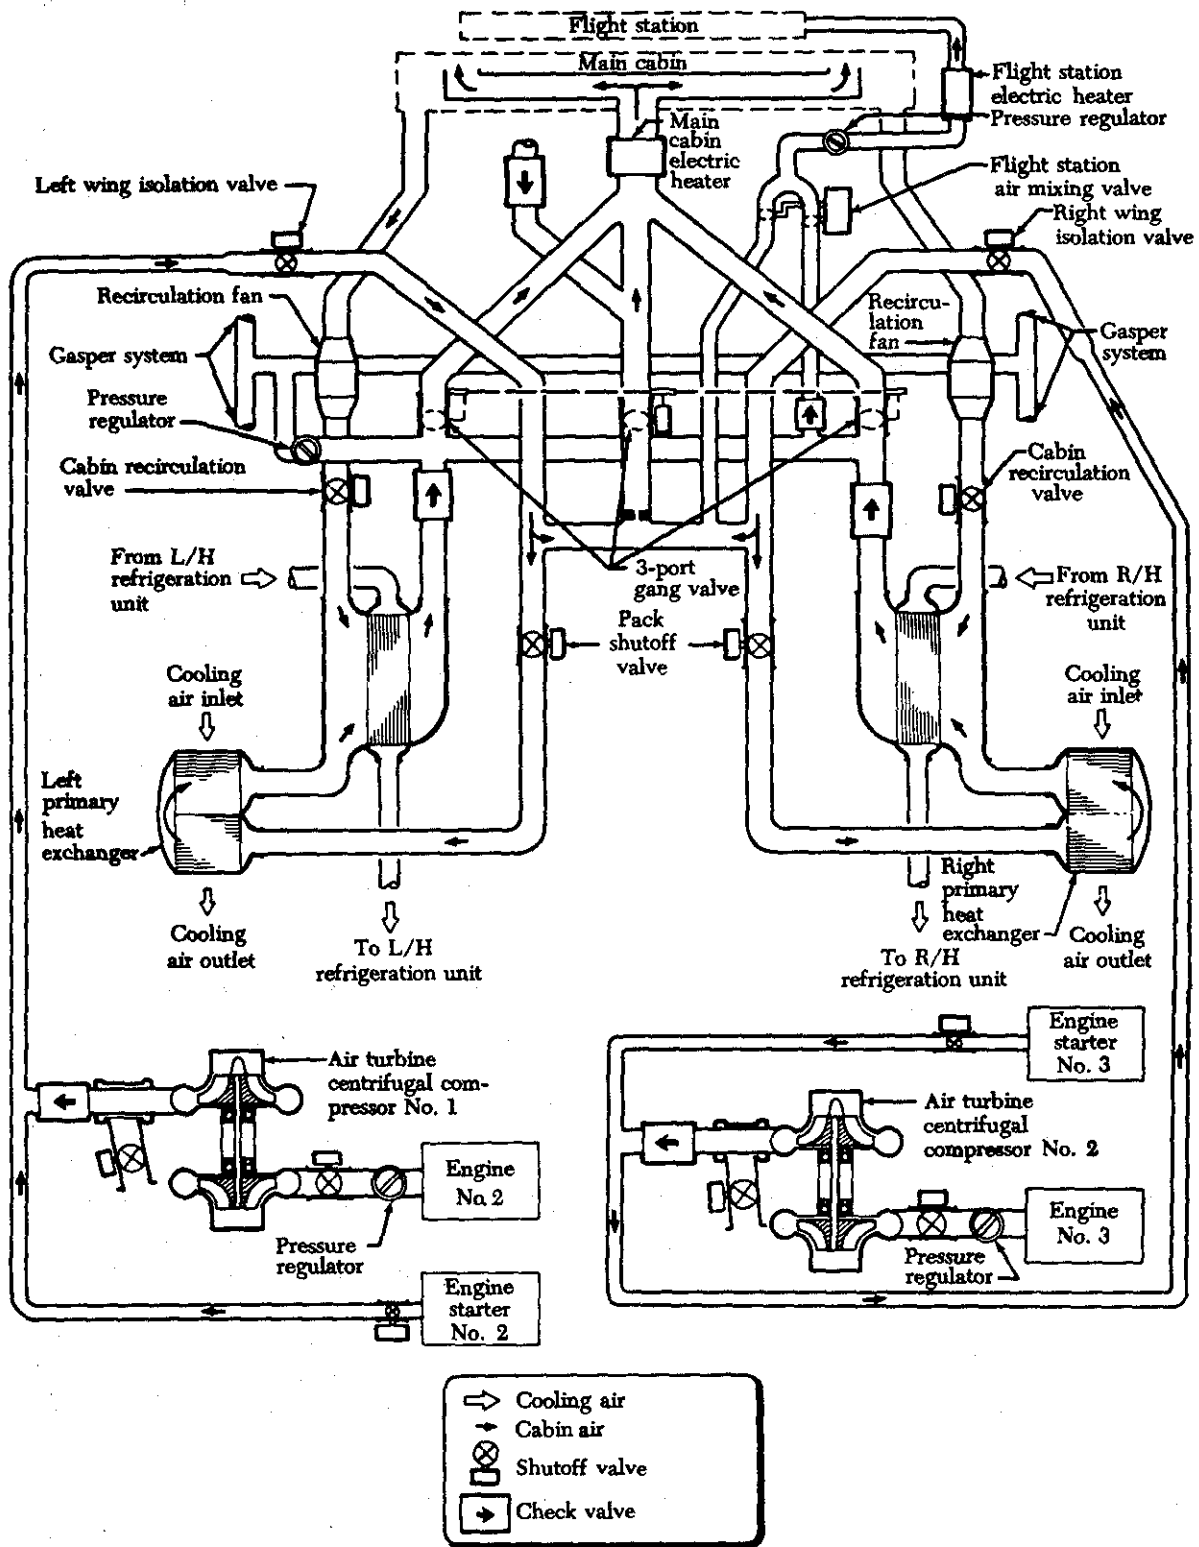 Flight station
Main cabin
Flight station
electric heater
Pressure regulator
Main
cabin
electric
heater
Flight station
air mixing valve
Left wing isolation valve
Right wing
isolation valve
Recirculation fan
Recircu-
lation
fan
Gasper system
Gasper
system
Pressure
regulator
Cabin recirculation
valve
Cabin
recirculation
valve
From L/H
refrigeration
unit
3-port
gang valve
From R/H
refrigeration
unit
Pack
shutoff
valve
Cooling
air inlet
Cooling
air inlet
Left
primary
heat
exchanger
Right
primary
heat
exchanger
Cooling
air outlet
To L/H
refrigeration unit
To R/H
refrigeration unit
Cooling
air outlet
Engine
starter
No. 3
Air turbine
centrifugal com-
pressor No. 1
Air turbine
centrifugal
compressor No. 2
Engine
No. 2
Engine
No. 3
Pressure
regulator
Pressure
regulator
Engine
starter
No. 2
Cooling air
Cabin air
Shutoff valve
Check valve